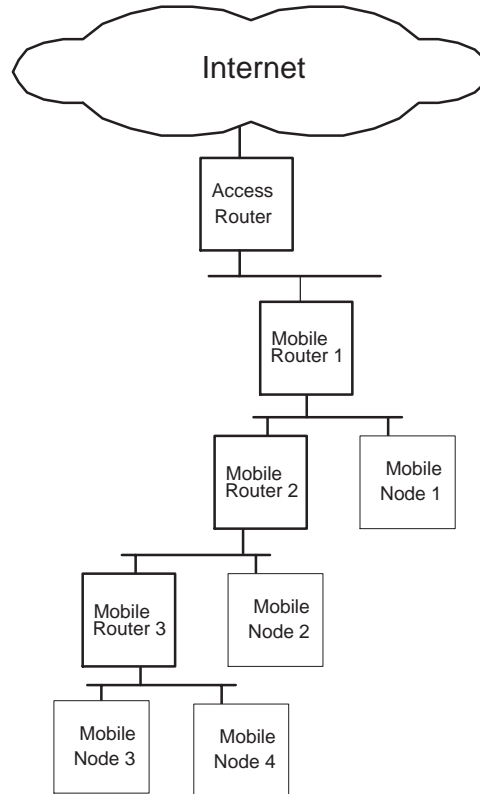 Internet
Access
Router
Mobile
Router 1
Mobile
Router 2
Mobile
Node 1
Mobile
Router 3
Mobile
Node 2
Mobile
Node 3
Mobile
Node 4